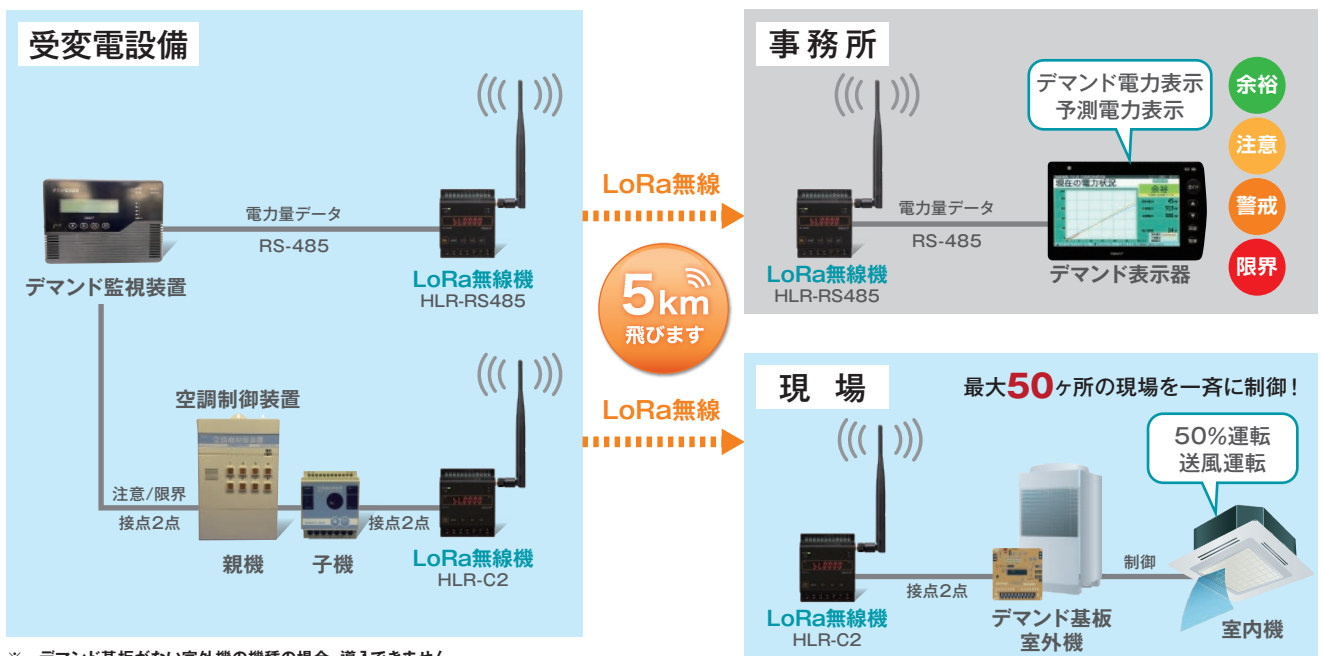 受変電設備
電力量データ
RS-485
デマンド監視装置
LoRa無線機
HLR-RS485
空調制御装置
注意/限界
接点2点
接点2点
親機
子機
LoRa無線機
HLR-C2
LoRa無線
5km
飛びます
LoRa無線
事務所
デマンド電力表示
予測電力表示
余裕
注意
警戒
限界
電力量データ
RS-485
現在の電力状況
余裕
LoRa無線機
HLR-RS485
デマンド表示器
現 場
最大50ヶ所の現場を一斉に制御!
50%運転
送風運転
接点2点
制御
LoRa無線機
HLR-C2
デマンド基板
室外機
室内機